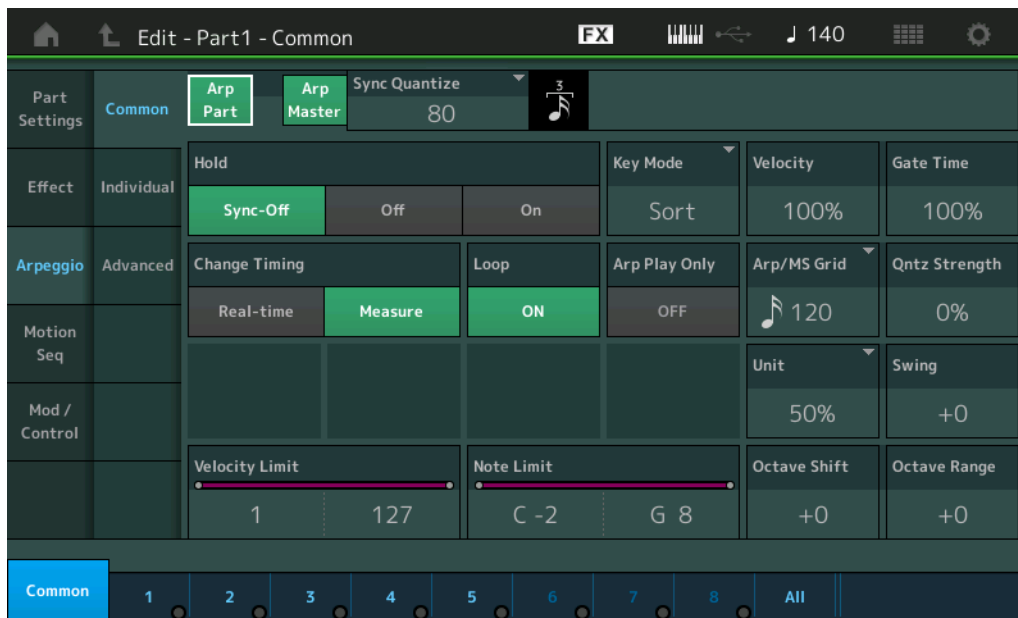 Edit - Part1 - Common
FX
140
Part
Settings
Common
Arp
Part
Arp
Master
Sync Quantize
80
3
Effect
Individual
Hold
Sync-Off
Off
On
Key Mode
Sort
Velocity
100%
Gate Time
100%
Arpeggio
Advanced
Change Timing
Real-time
Measure
Loop
ON
Arp Play Only
OFF
Arp/MS Grid
120
Qntz Strength
0%
Motion
Seq
Unit
50%
Swing
+0
Mod /
Control
Velocity Limit
1
127
Note Limit
C -2
G 8
Octave Shift
+0
Octave Range
+0
Common
1
2
3
4
5
6
7
8
All